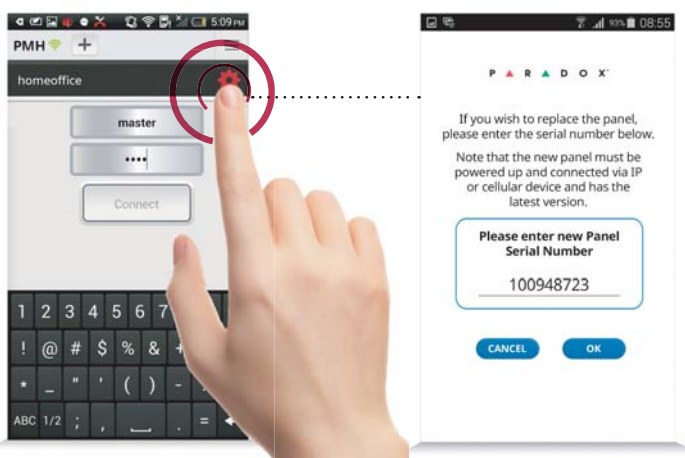 5:09 PM
PMH +
homeoffice
master
••••
Connect
1 2 3 4 5 6 7
! @ # $ % & +
* _ " ' ( ) -
ABC 1/2 ; , . =
93% 08:55
PARADOX
If you wish to replace the panel,
please enter the serial number below.
Note that the new panel must be
powered up and connected via IP
or cellular device and has the
latest version.
Please enter new Panel
Serial Number
100948723
CANCEL OK